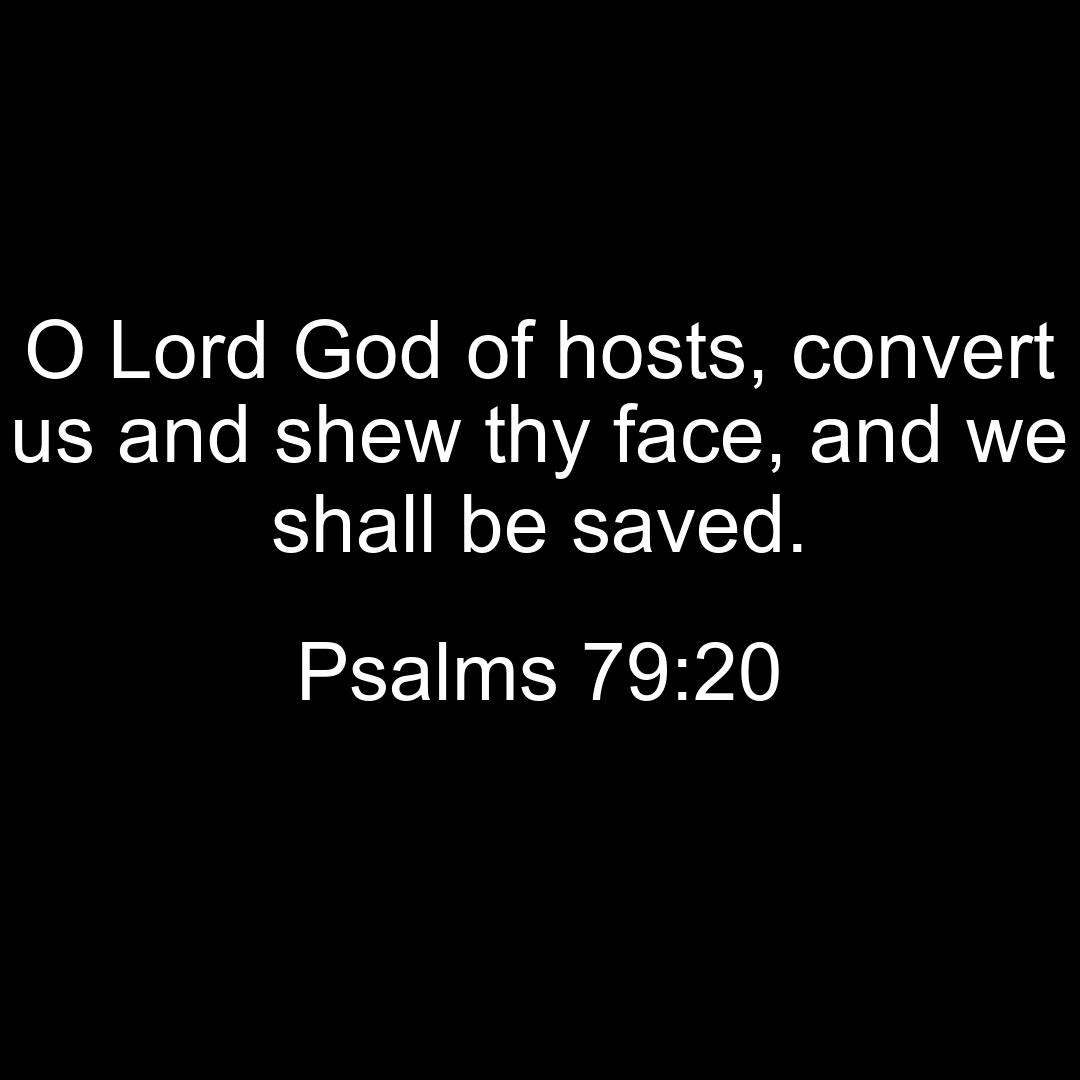 O Lord God of hosts, convert
us and shew thy face, and we
shall be saved.
Psalms 79:20